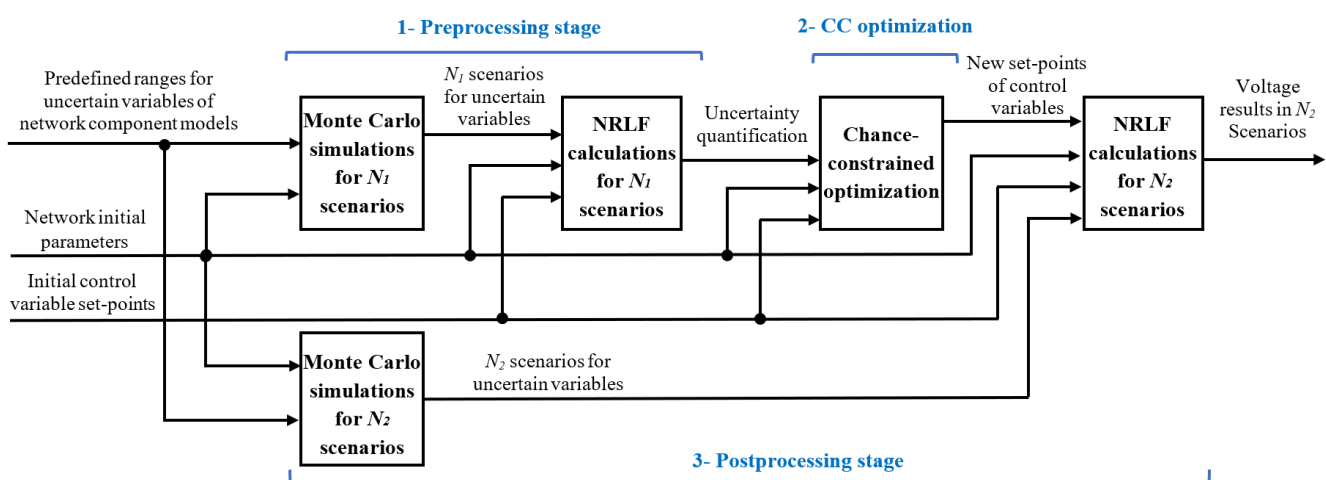 1- Preprocessing stage
2- CC optimization
Predefined ranges for
uncertain variables of
network component models
Monte Carlo
simulations
for N1
scenarios
N1 scenarios
for uncertain
variables
NRLF
calculations
for N1
scenarios
Uncertainty
quantification
Chance-
constrained
optimization
New set-points
of control
variables
NRLF
calculations
for N2
scenarios
Voltage
results in N2
Scenarios
Network initial
parameters
Initial control
variable set-points
Monte Carlo
simulations
for N2
scenarios
N2 scenarios for
uncertain variables
3- Postprocessing stage